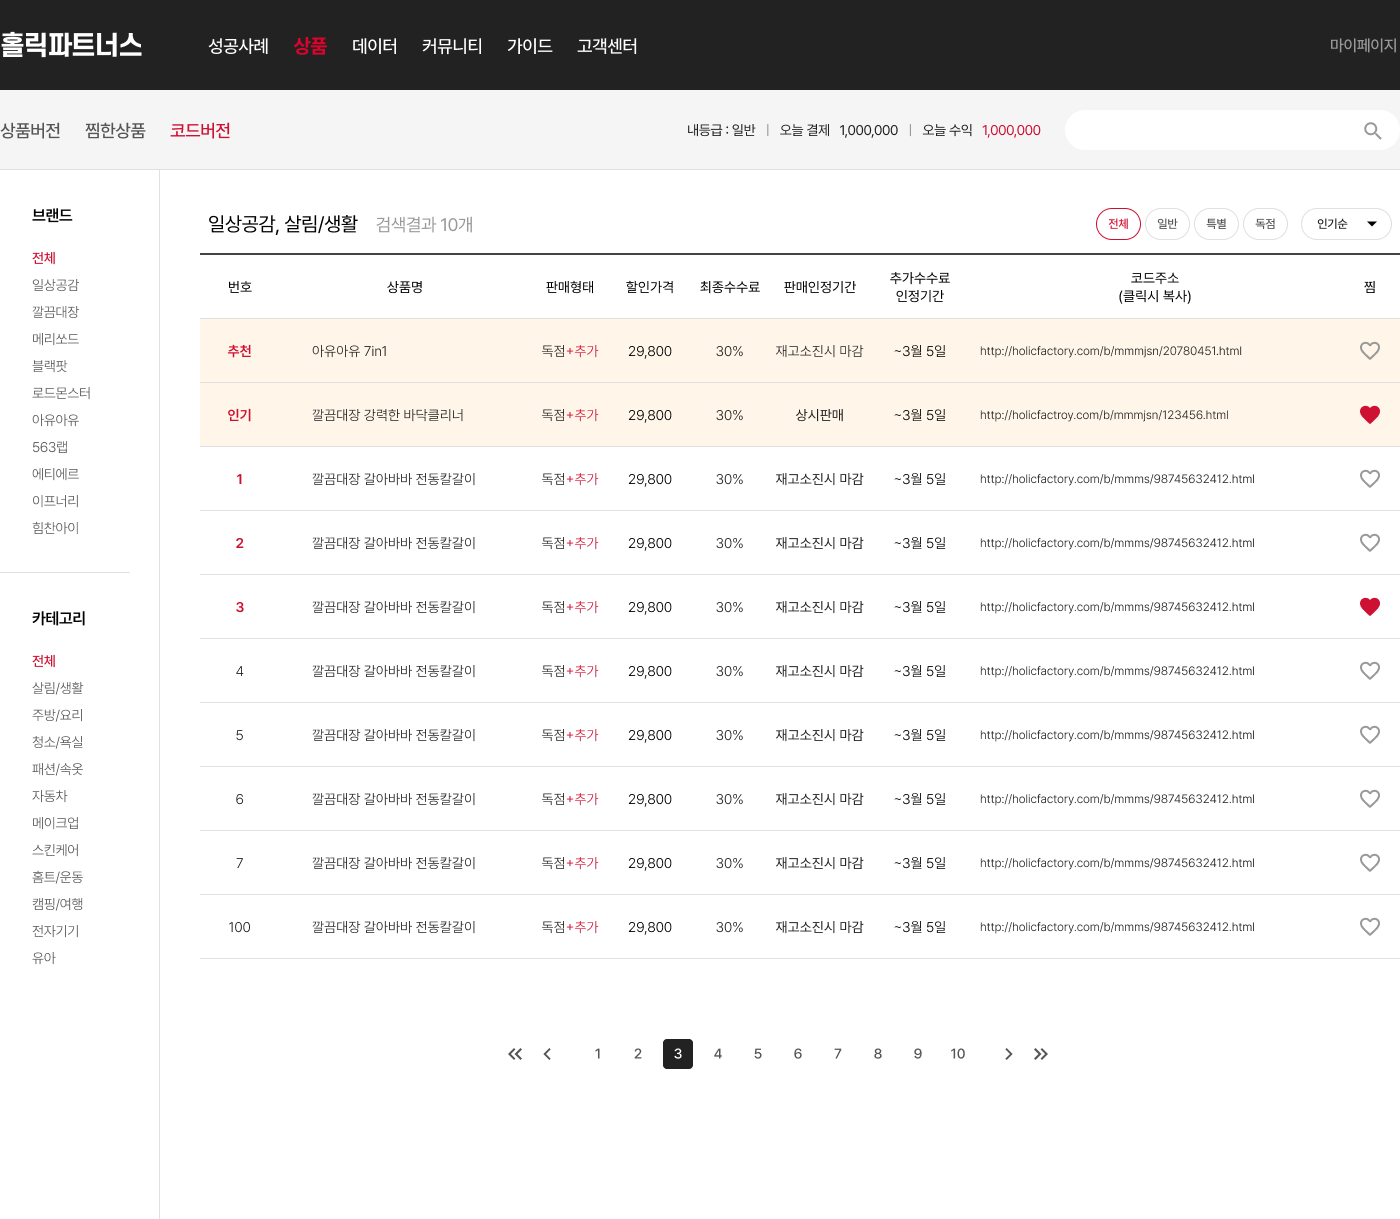 홀릭파트너스 성공사례 상품 데이터 커뮤니티 가이드 고객센터 마이페이지
상품버전 찜한상품 코드버전 내등급 : 일반 | 오늘 결제 1,000,000 | 오늘 수익 1,000,000
브랜드
전체
일상공감
깔끔대장
메리쏘드
블랙팟
로드몬스터
아유아유
563랩
에티에르
이프너리
힘찬아이
카테고리
전체
살림/생활
주방/요리
청소/욕실
패션/속옷
자동차
메이크업
스킨케어
홈트/운동
캠핑/여행
전자기기
유아
일상공감, 살림/생활 검색결과 10개 전체 일반 특별 독점 인기순
번호 상품명 판매형태 할인가격 최종수수료 판매인정기간 추가수수료 인정기간 코드주소 (클릭시 복사) 찜
추천 아유아유 7in1 독점+추가 29,800 30% 재고소진시 마감 ~3월 5일 http://holicfactory.com/b/mmmjsn/20780451.html
인기 깔끔대장 강력한 바닥클리너 독점+추가 29,800 30% 상시판매 ~3월 5일 http://holicfactroy.com/b/mmmjsn/123456.html
1 깔끔대장 갈아바바 전동칼갈이 독점+추가 29,800 30% 재고소진시 마감 ~3월 5일 http://holicfactory.com/b/mmms/98745632412.html
2 깔끔대장 갈아바바 전동칼갈이 독점+추가 29,800 30% 재고소진시 마감 ~3월 5일 http://holicfactory.com/b/mmms/98745632412.html
3 깔끔대장 갈아바바 전동칼갈이 독점+추가 29,800 30% 재고소진시 마감 ~3월 5일 http://holicfactory.com/b/mmms/98745632412.html
4 깔끔대장 갈아바바 전동칼갈이 독점+추가 29,800 30% 재고소진시 마감 ~3월 5일 http://holicfactory.com/b/mmms/98745632412.html
5 깔끔대장 갈아바바 전동칼갈이 독점+추가 29,800 30% 재고소진시 마감 ~3월 5일 http://holicfactory.com/b/mmms/98745632412.html
6 깔끔대장 갈아바바 전동칼갈이 독점+추가 29,800 30% 재고소진시 마감 ~3월 5일 http://holicfactory.com/b/mmms/98745632412.html
7 깔끔대장 갈아바바 전동칼갈이 독점+추가 29,800 30% 재고소진시 마감 ~3월 5일 http://holicfactory.com/b/mmms/98745632412.html
100 깔끔대장 갈아바바 전동칼갈이 독점+추가 29,800 30% 재고소진시 마감 ~3월 5일 http://holicfactory.com/b/mmms/98745632412.html
1 2 3 4 5 6 7 8 9 10